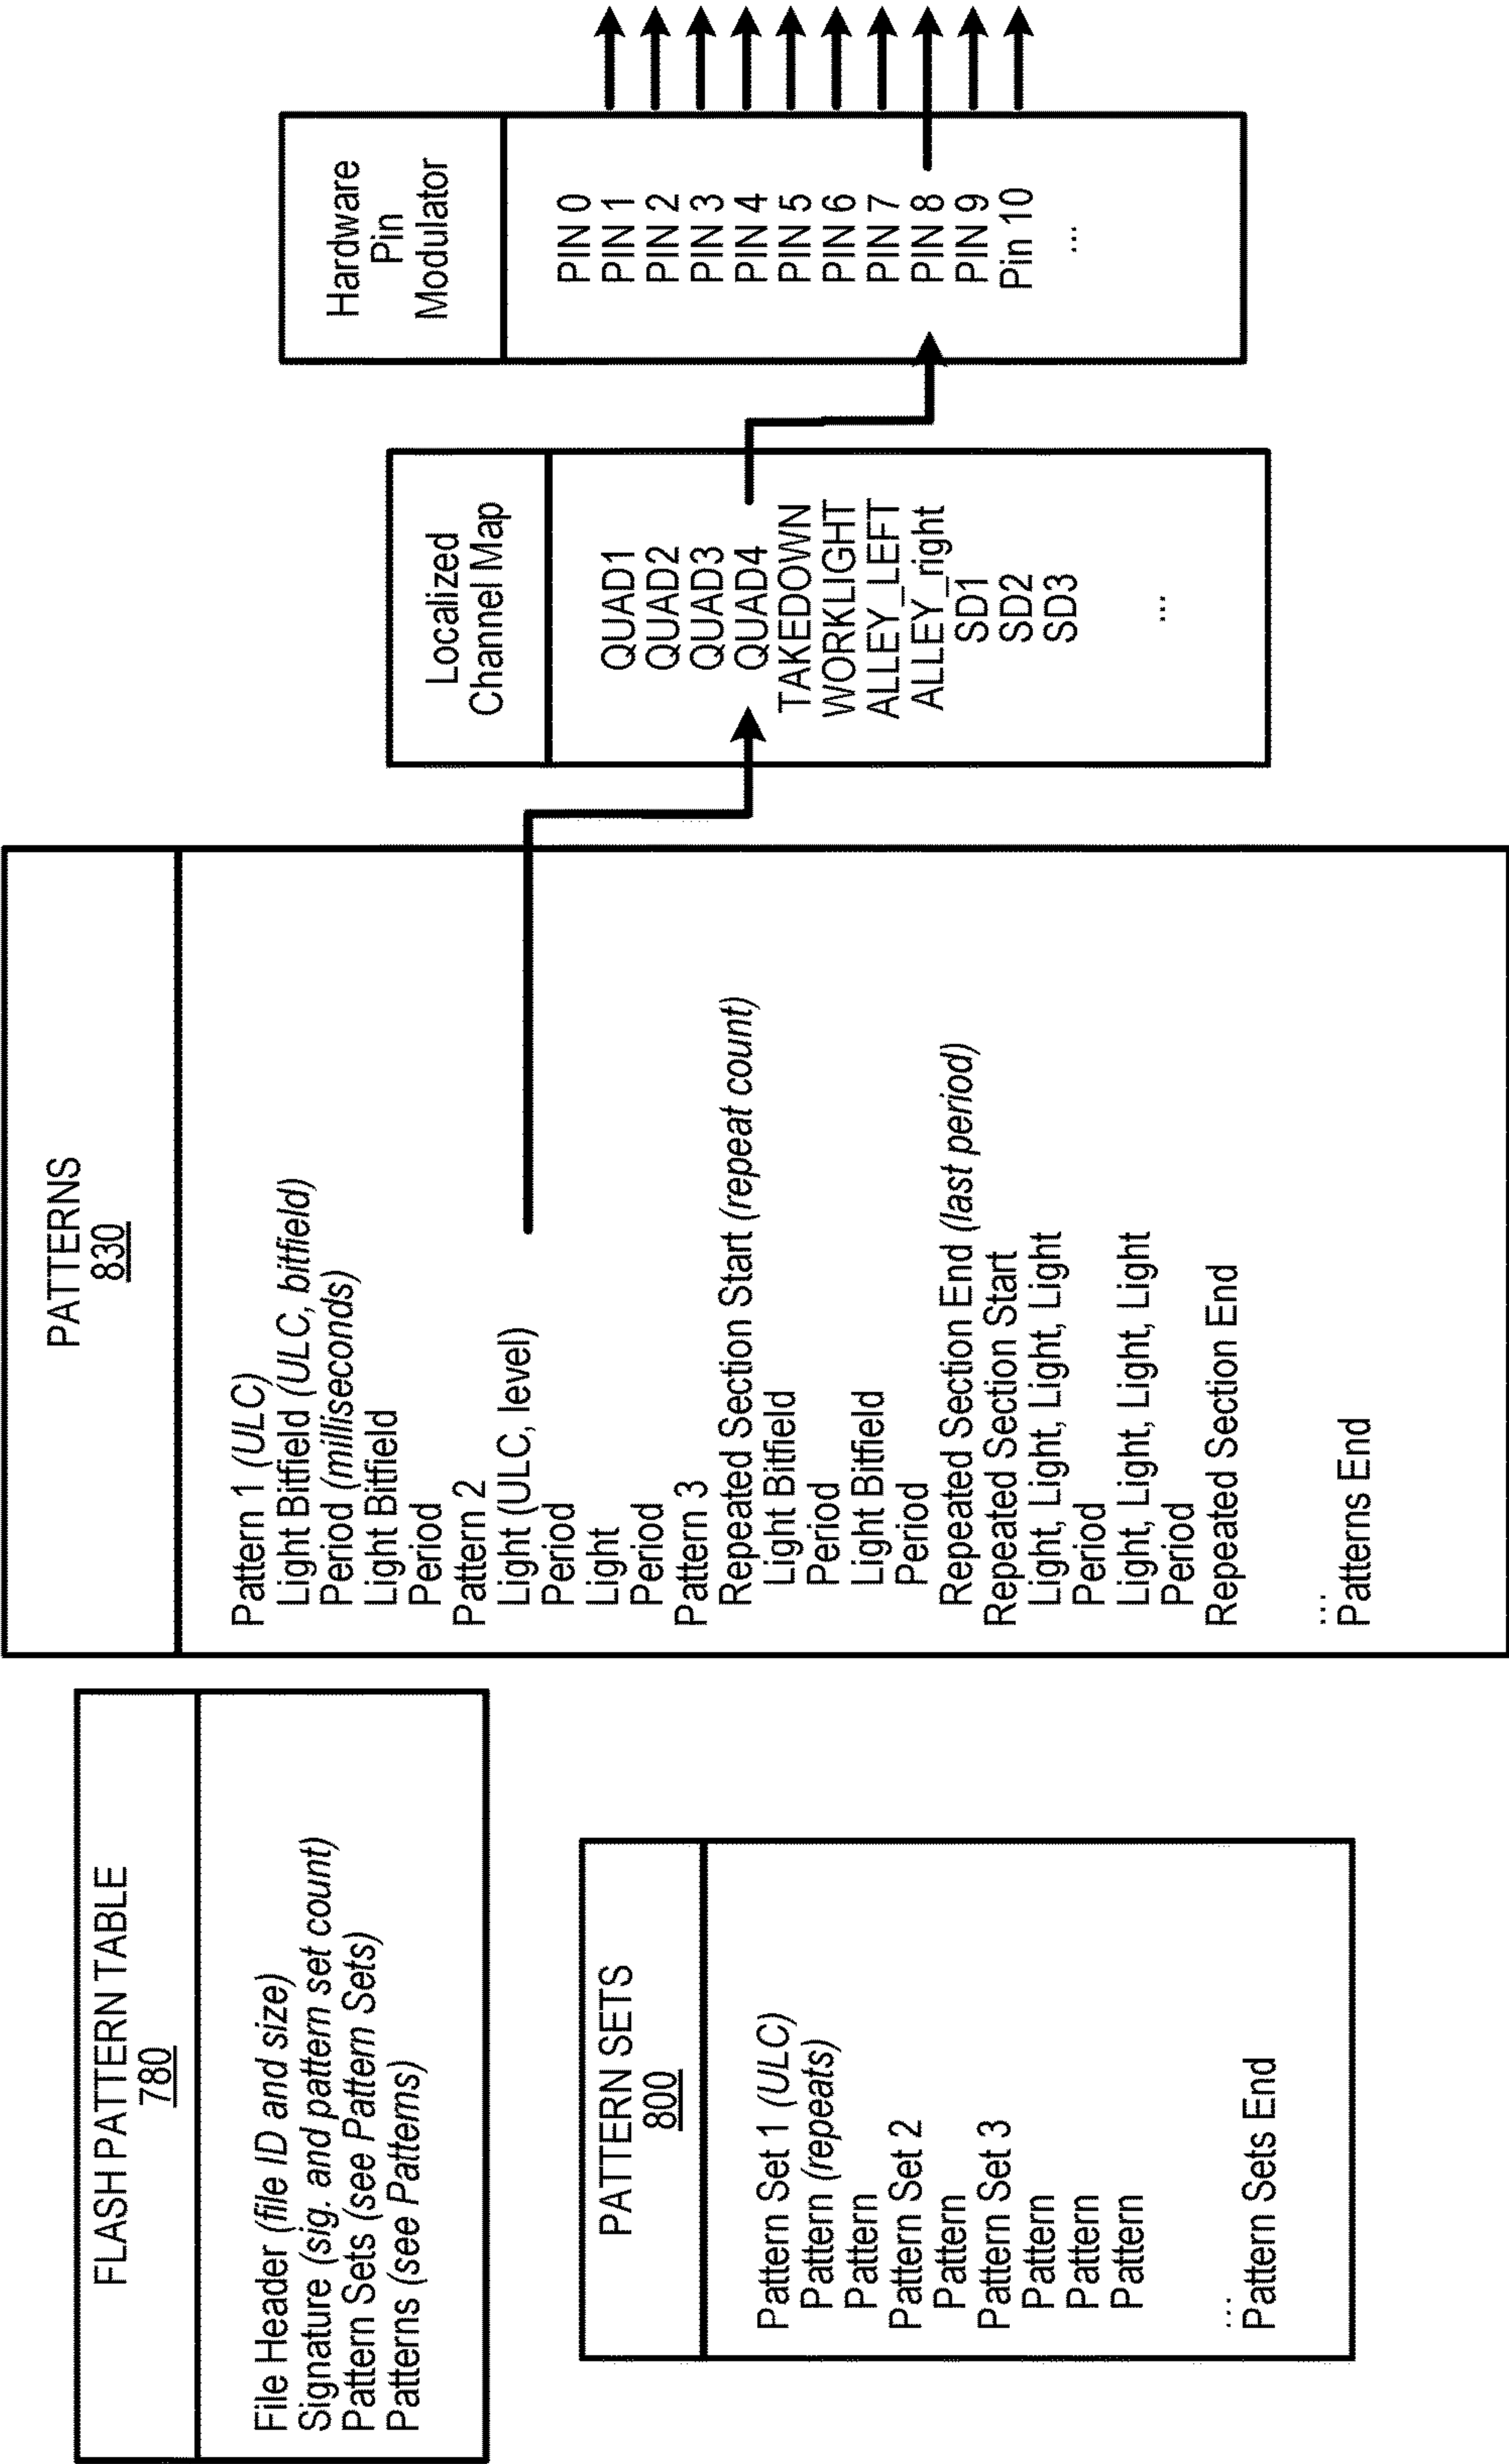 FLASH PATTERN TABLE
780
File Header (file ID and size)
Signature (sig. and pattern set count)
Pattern Sets (see Pattern Sets)
Patterns (see Patterns)
PATTERN SETS
800
Pattern Set 1 (ULC)
Pattern (repeats)
Pattern
Pattern Set 2
Pattern
Pattern Set 3
Pattern
Pattern
Pattern
...
Pattern Sets End
PATTERNS
830
Pattern 1 (ULC)
Light Bitfield (ULC, bitfield)
Period (milliseconds)
Light Bitfield
Period
Pattern 2
Light (ULC, level)
Period
Light
Period
Pattern 3
Repeated Section Start (repeat count)
Light Bitfield
Period
Light Bitfield
Period
Repeated Section End (last period)
Repeated Section Start
Light, Light, Light, Light
Period
Light, Light, Light, Light
Period
Repeated Section End
...
Patterns End
Localized
Channel Map
QUAD1
QUAD2
QUAD3
QUAD4
TAKEDOWN
WORKLIGHT
ALLEY_LEFT
ALLEY_right
SD1
SD2
SD3
...
Hardware
Pin
Modulator
PIN 0
PIN 1
PIN 2
PIN 3
PIN 4
PIN 5
PIN 6
PIN 7
PIN 8
PIN 9
Pin 10
...